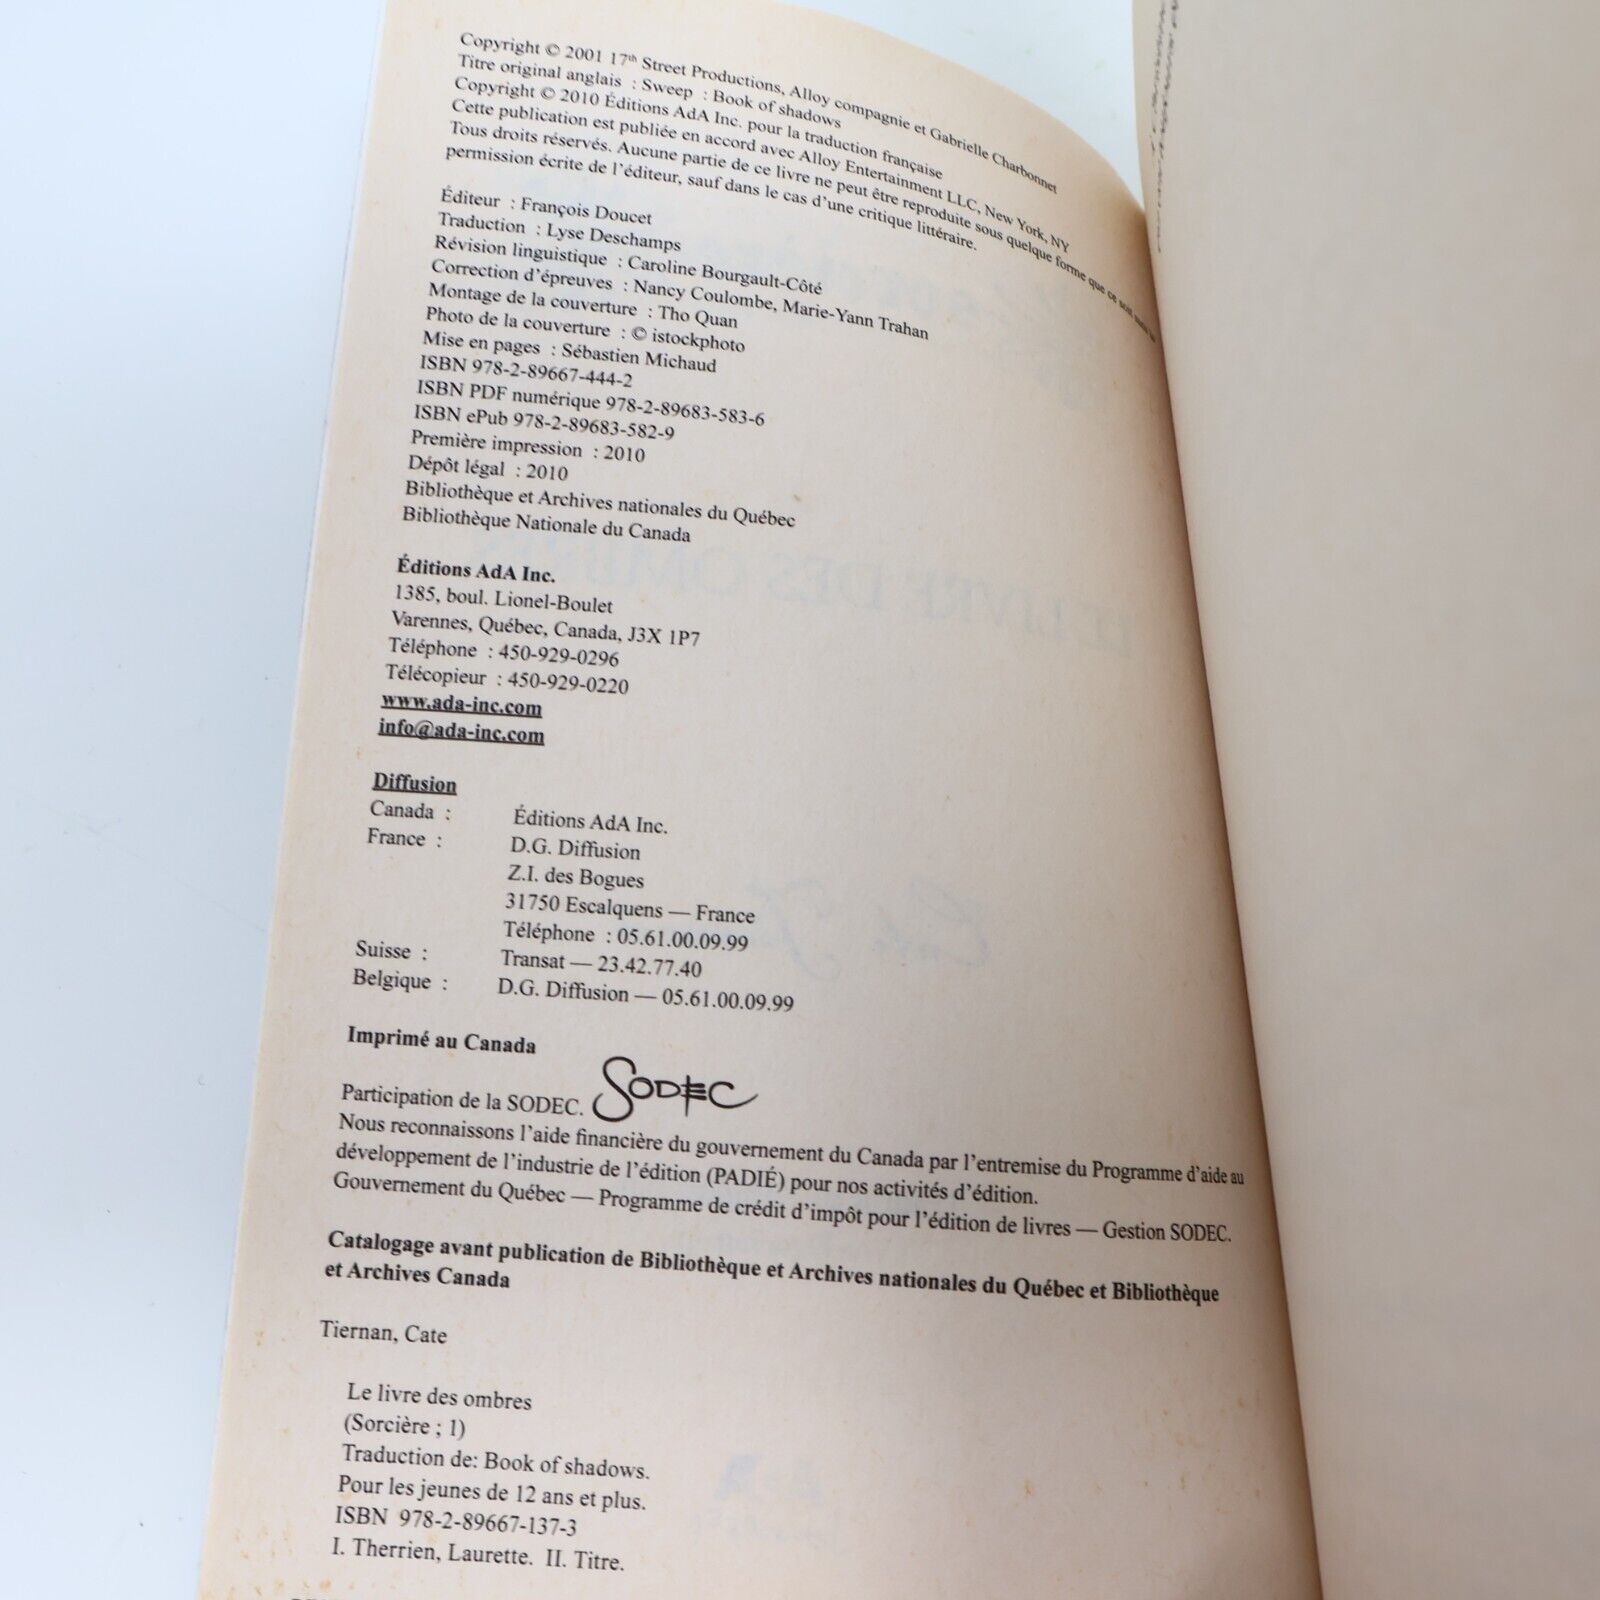 Copyright © 2001 17th Street Productions, Alloy compagnie et Gabrielle Charbonnet
Titre original anglais : Sweep : Book of shadows
Copyright © 2010 Éditions AdA Inc. pour la traduction française
Cette publication est publiée en accord avec Alloy Entertainment LLC, New York, NY
Tous droits réservés. Aucune partie de ce livre ne peut être reproduite sous quelque forme que ce soit sans la
permission écrite de l'éditeur, sauf dans le cas d'une critique littéraire.
Éditeur : François Doucet
Traduction : Lyse Deschamps
Révision linguistique : Caroline Bourgault-Côté
Correction d'épreuves : Nancy Coulombe, Marie-Yann Trahan
Montage de la couverture : Tho Quan
Photo de la couverture : © istockphoto
Mise en pages : Sébastien Michaud
ISBN 978-2-89667-444-2
ISBN PDF numérique 978-2-89683-583-6
ISBN ePub 978-2-89683-582-9
Première impression : 2010
Dépôt légal : 2010
Bibliothèque et Archives nationales du Québec
Bibliothèque Nationale du Canada
Éditions AdA Inc.
1385, boul. Lionel-Boulet
Varennes, Québec, Canada, J3X 1P7
Téléphone : 450-929-0296
Télécopieur : 450-929-0220
www.ada-inc.com
info@ada-inc.com
Diffusion
Canada : Éditions AdA Inc.
France : D.G. Diffusion
Z.I. des Bogues
31750 Escalquens — France
Téléphone : 05.61.00.09.99
Suisse : Transat — 23.42.77.40
Belgique : D.G. Diffusion — 05.61.00.09.99
Imprimé au Canada
Participation de la SODEC. SODEC
Nous reconnaissons l'aide financière du gouvernement du Canada par l'entremise du Programme d'aide au
développement de l'industrie de l'édition (PADIÉ) pour nos activités d'édition.
Gouvernement du Québec — Programme de crédit d'impôt pour l'édition de livres — Gestion SODEC.
Catalogage avant publication de Bibliothèque et Archives nationales du Québec et Bibliothèque
et Archives Canada
Tiernan, Cate
Le livre des ombres
(Sorcière ; 1)
Traduction de: Book of shadows.
Pour les jeunes de 12 ans et plus.
ISBN 978-2-89667-137-3
I. Therrien, Laurette. II. Titre.